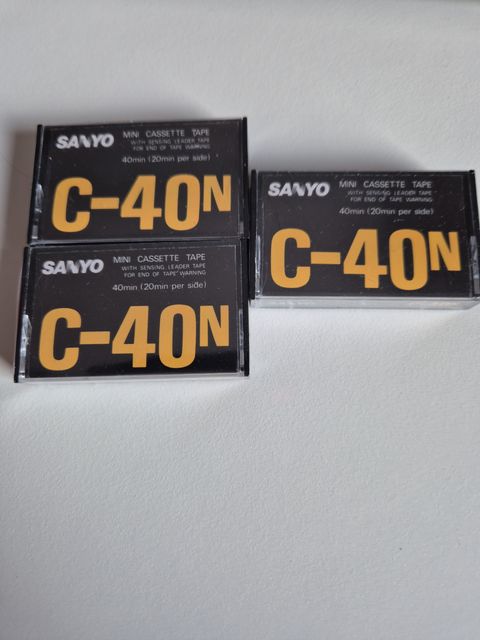 SANYO MINI CASSETTE TAPE
WITH SENSING LEADER TAPE
FOR END OF TAPE WARNING
40min (20min per side)
C-40N
SANYO MINI CASSETTE TAPE
WITH SENSING LEADER TAPE
FOR END OF TAPE WARNING
40min (20min per side)
C-40N
SANYO MINI CASSETTE TAPE
WITH SENSING LEADER TAPE
FOR END OF TAPE WARNING
40min (20min per side)
C-40N